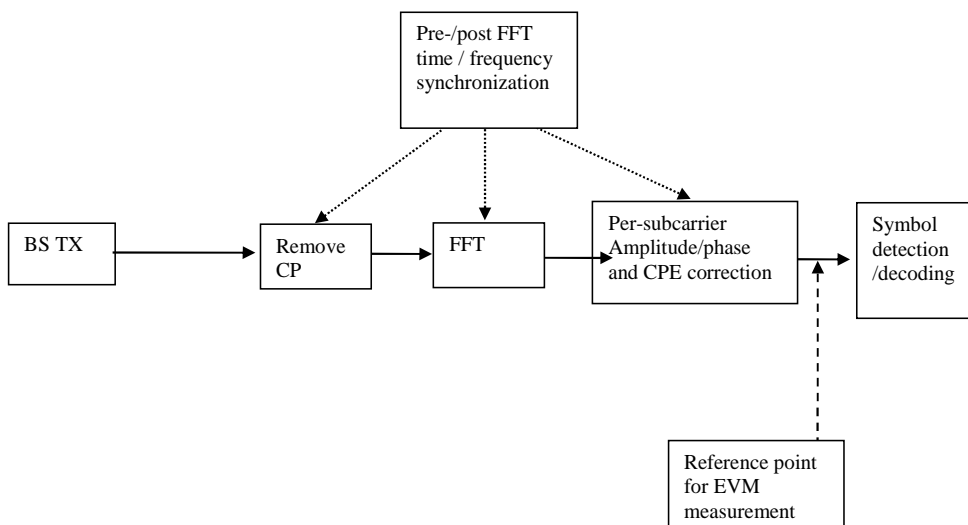 Pre-/post FFT
time / frequency
synchronization
BS TX
Remove
CP
FFT
Per-subcarrier
Amplitude/phase
and CPE correction
Symbol
detection
/decoding
Reference point
for EVM
measurement